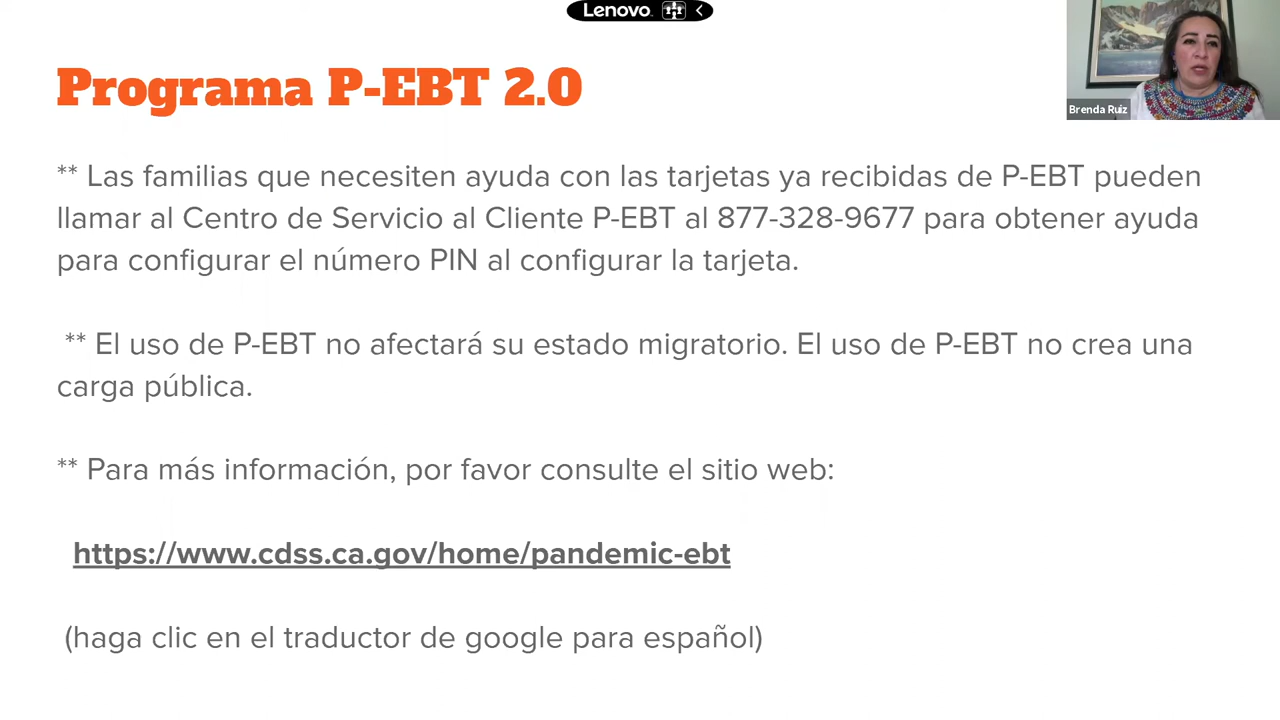 Lenovo
Programa P-EBT 2.0
Brenda Ruiz
** Las familias que necesiten ayuda con las tarjetas ya recibidas de P-EBT pueden
llamar al Centro de Servicio al Cliente P-EBT al 877-328-9677 para obtener ayuda
para configurar el número PIN al configurar la tarjeta.
** El uso de P-EBT no afectará su estado migratorio. El uso de P-EBT no crea una
carga pública.
** Para más información, por favor consulte el sitio web:
https://www.cdss.ca.gov/home/pandemic-ebt
(haga clic en el traductor de google para español)